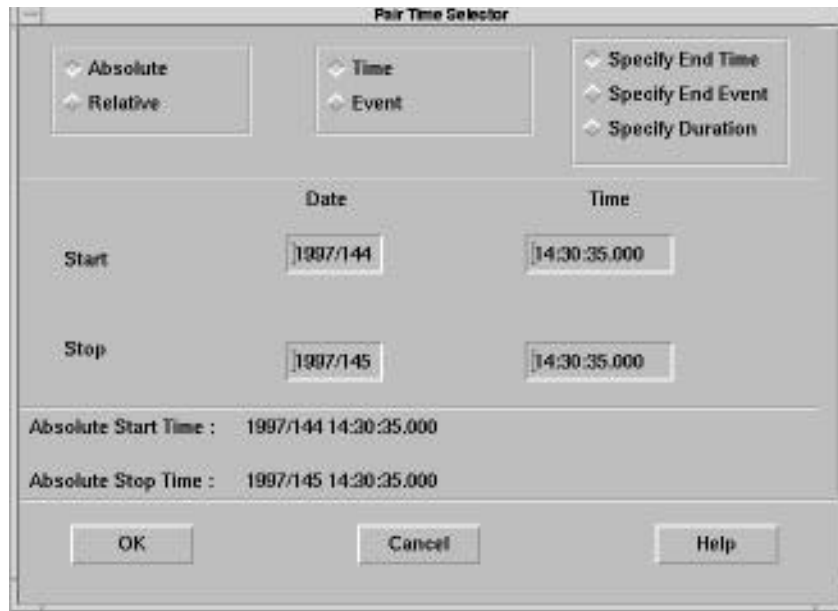 Pair Time Selector
Absolute
Relative
Time
Event
Specify End Time
Specify End Event
Specify Duration
Date Time
Start 1997/144 14:30:35.000
Stop 1997/145 14:30:35.000
Absolute Start Time : 1997/144 14:30:35.000
Absolute Stop Time : 1997/145 14:30:35.000
OK Cancel Help